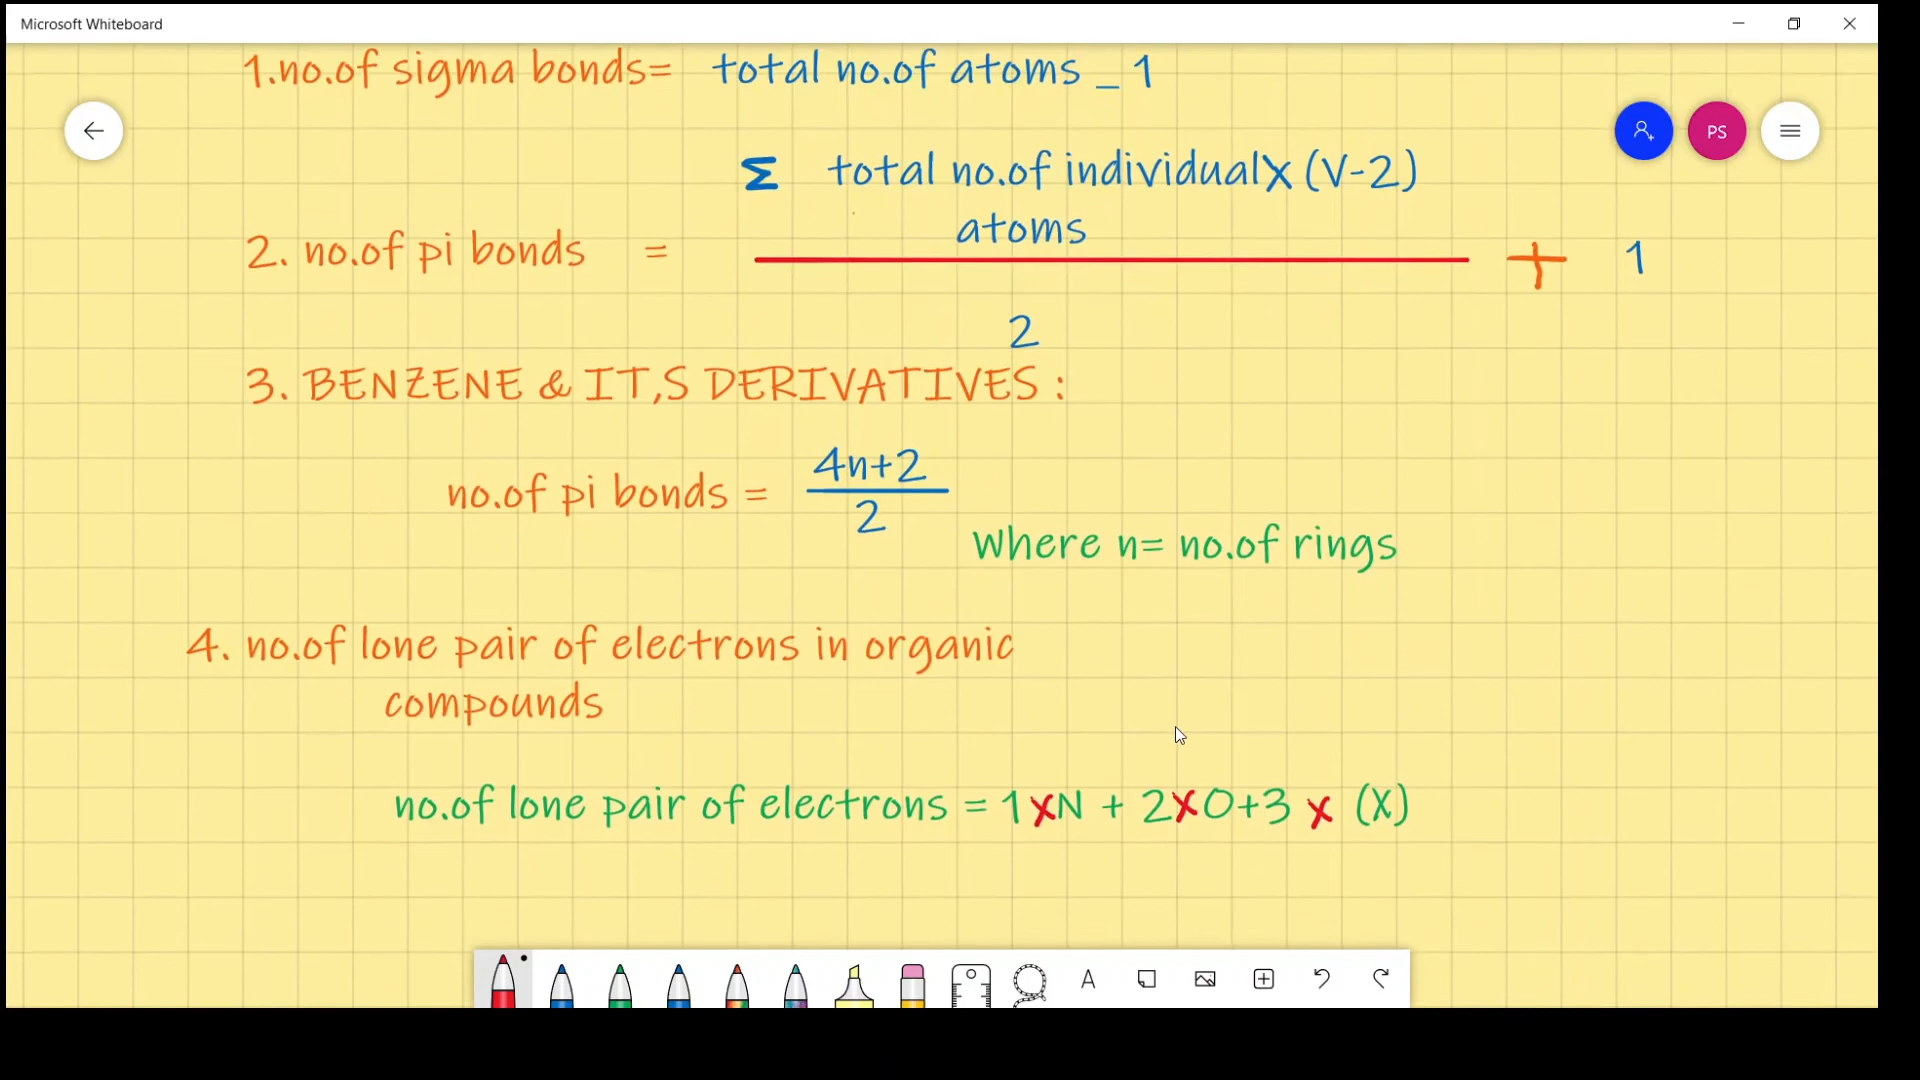 Microsoft Whiteboard
1.no.of sigma bonds= total no.of atoms _ 1
PS
Σ total no.of individualX (V-2)
atoms
2. no.of pi bonds = + 1
2
3. BENZENE & IT,S DERIVATIVES :
no.of pi bonds = 4n+2
2
Where n= no.of rings
4. no.of lone pair of electrons in organic
compounds
no.of lone pair of electrons = 1xN + 2xO+3 x (X)
A